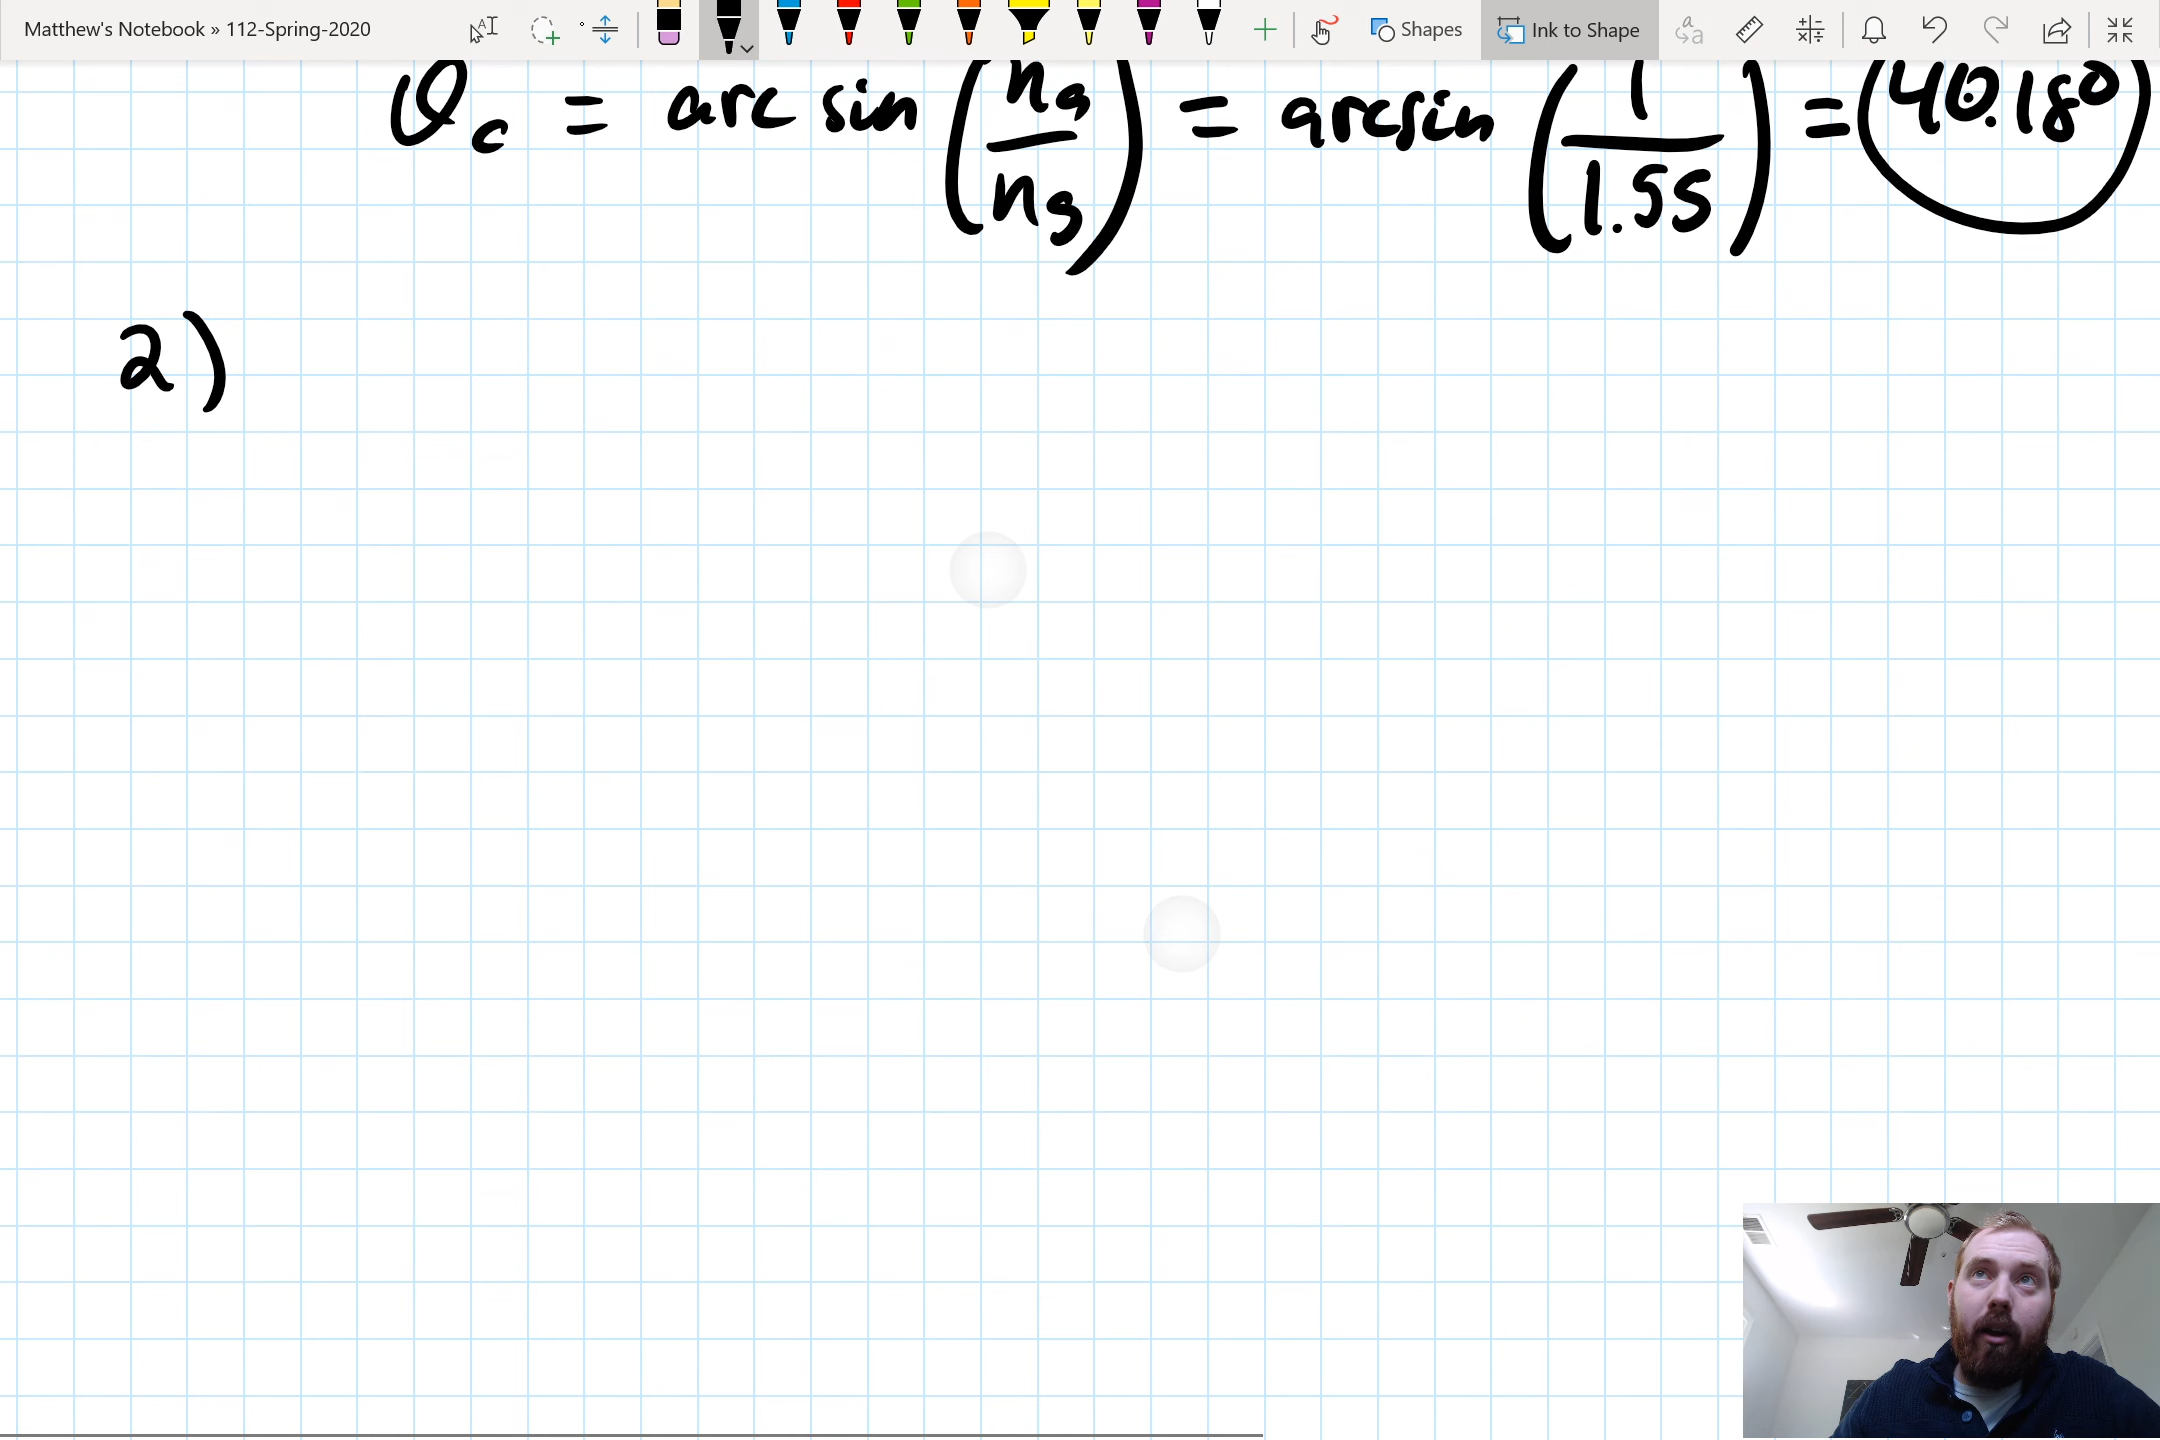 Matthew's Notebook » 112-Spring-2020 Shapes Ink to Shape
θc = arc sin (na/ng) = arcsin (1/1.55) = 40.18°
2)